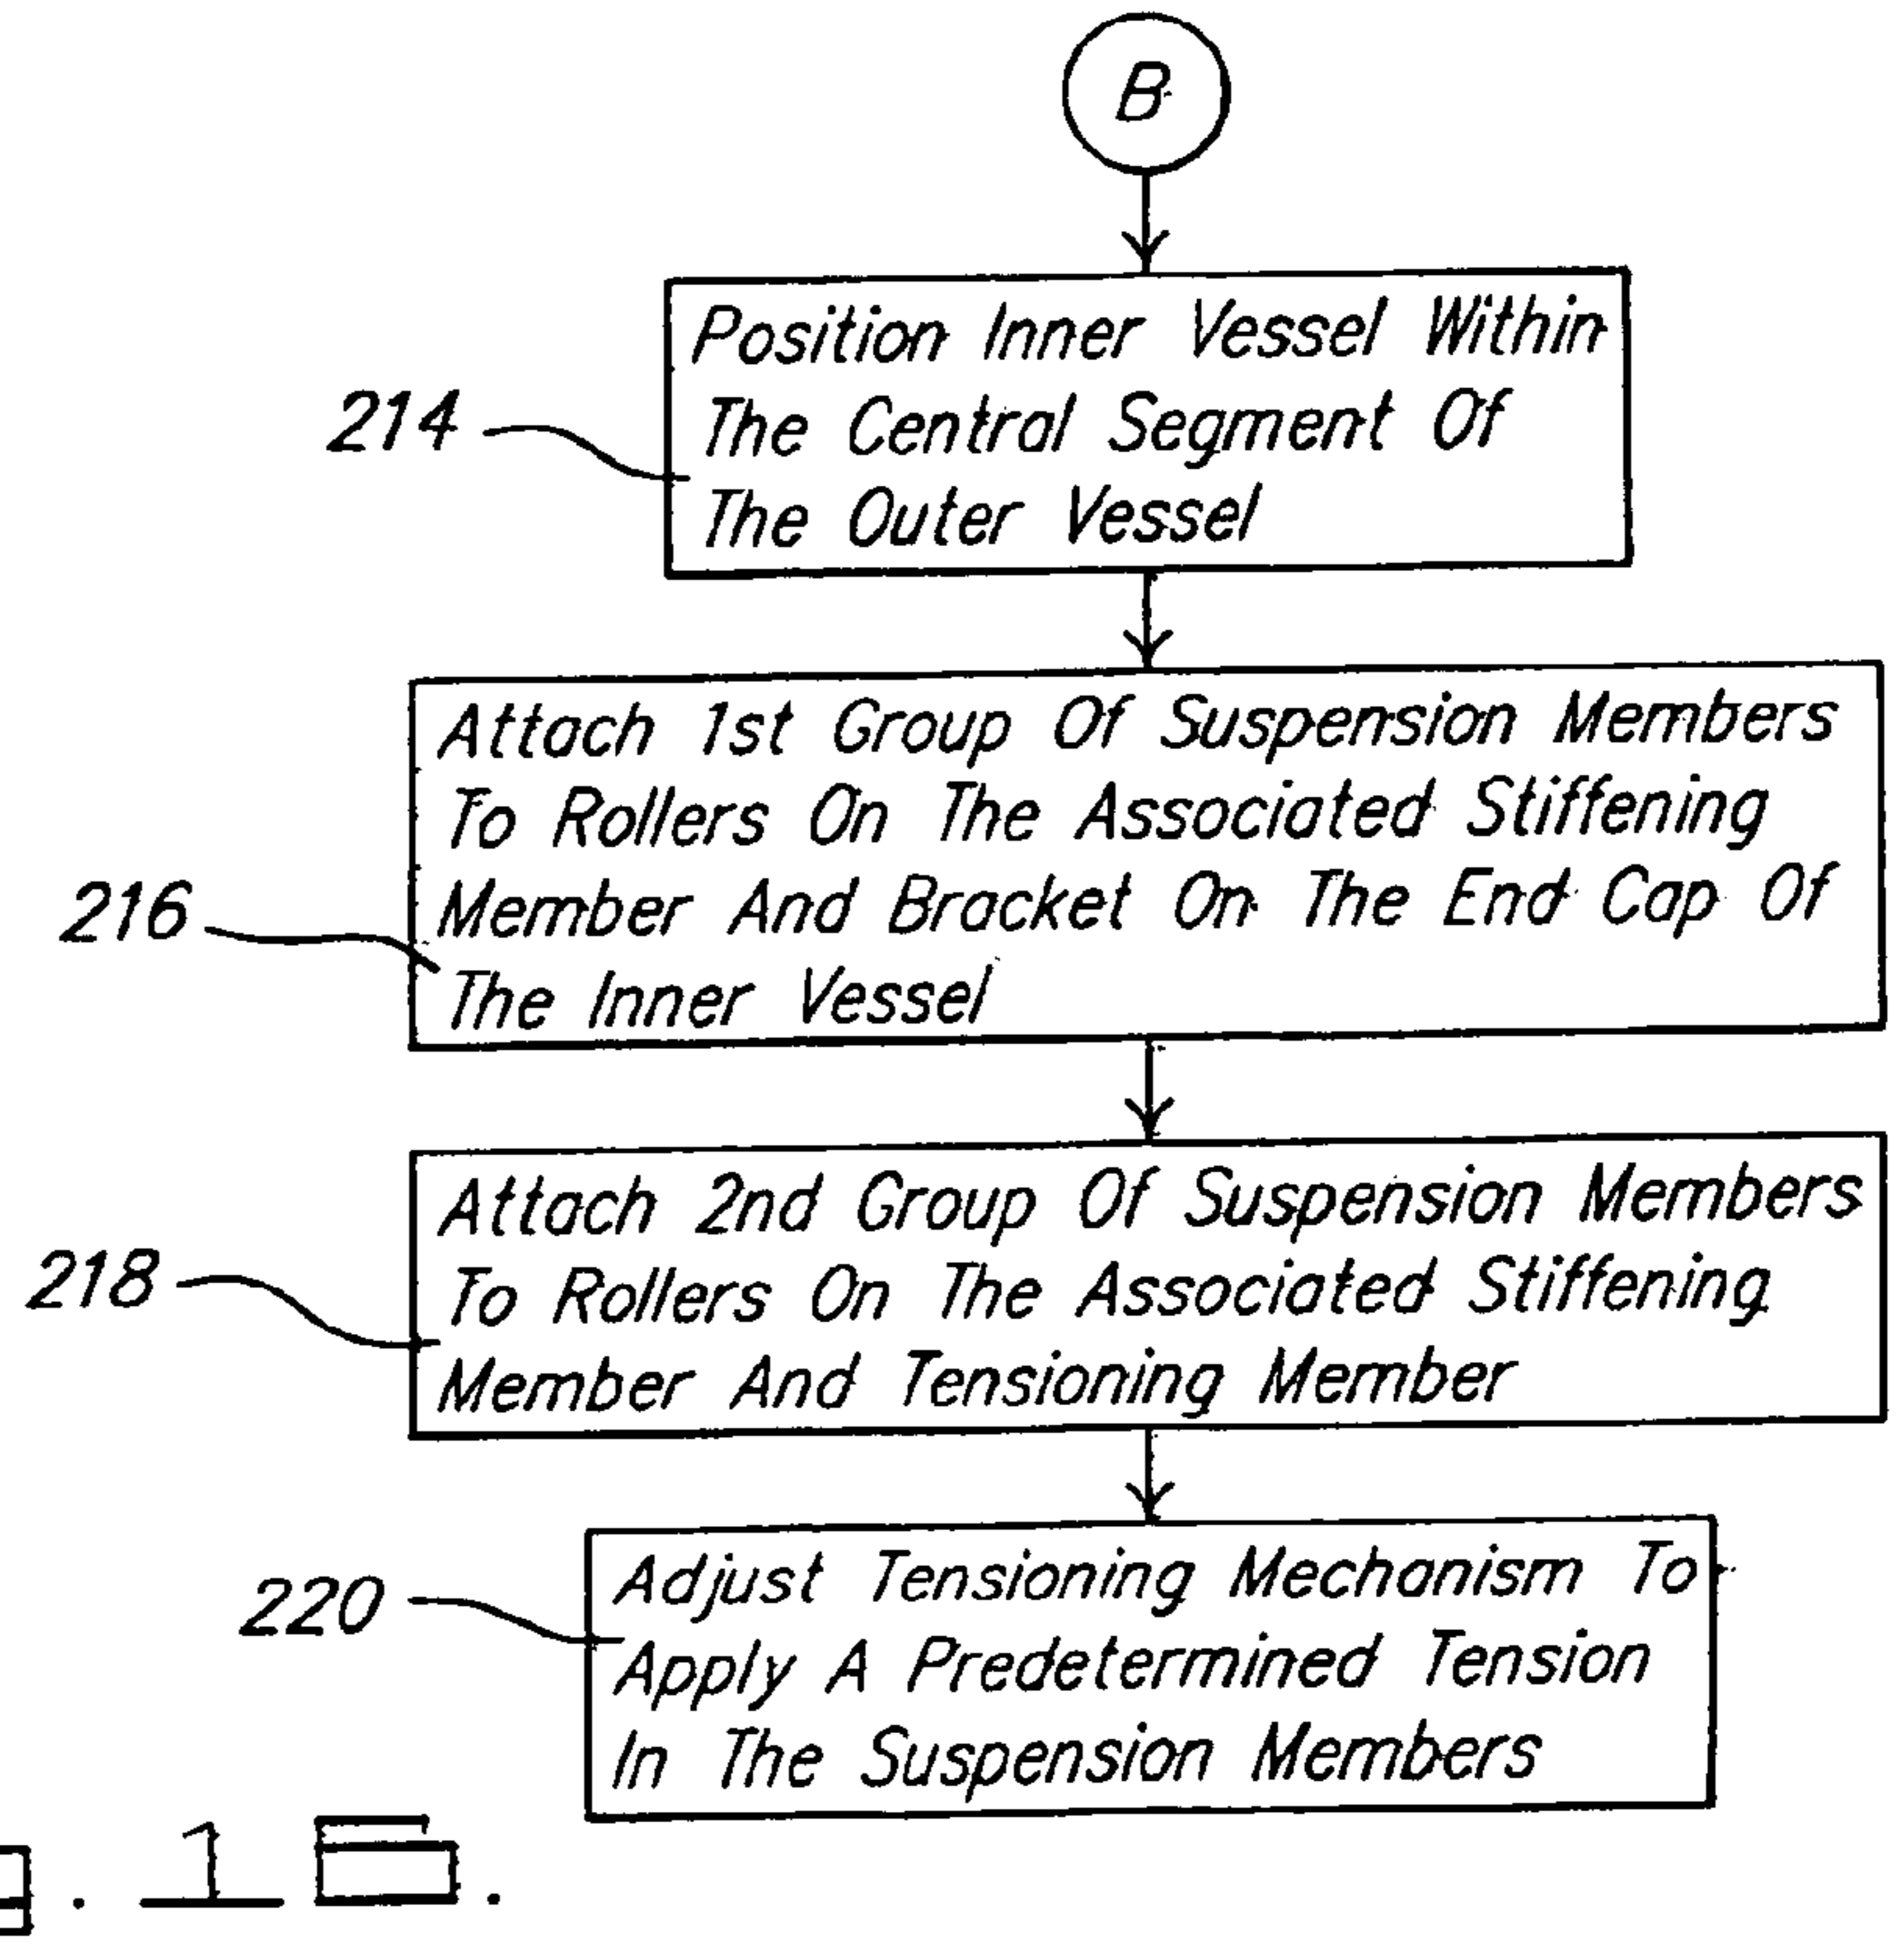 B
Position Inner Vessel Within
The Central Segment Of
The Outer Vessel
214
Attach 1st Group Of Suspension Members
To Rollers On The Associated Stiffening
Member And Bracket On The End Cap Of
The Inner Vessel
216
Attach 2nd Group Of Suspension Members
To Rollers On The Associated Stiffening
Member And Tensioning Member
218
Adjust Tensioning Mechanism To
Apply A Predetermined Tension
In The Suspension Members
220
g. 16.